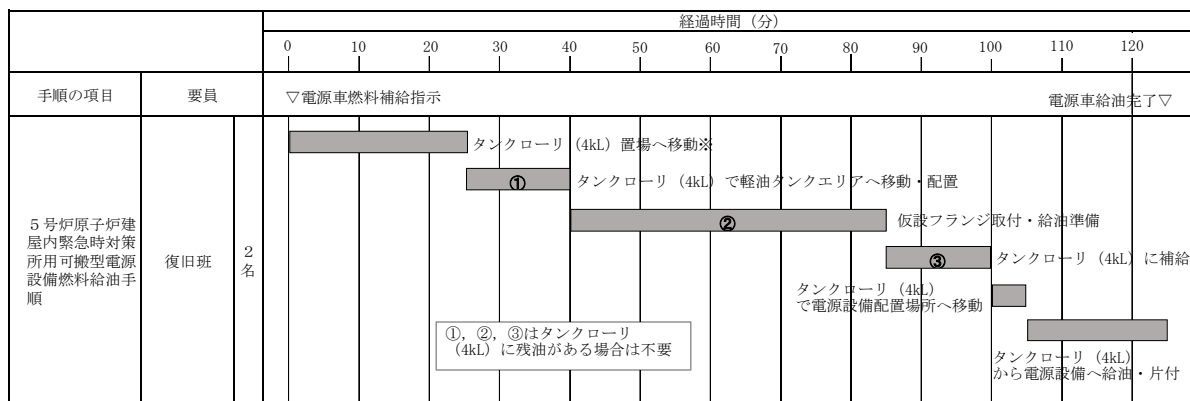 経過時間（分）
0 10 20 30 40 50 60 70 80 90 100 110 120
手順の項目 要員 ▽電源車燃料補給指示 電源車給油完了▽
タンクローリ（4kL）置場へ移動※
① タンクローリ（4kL）で軽油タンクエリアへ移動・配置
５号炉原子炉建
屋内緊急時対策
所用可搬型電源
設備燃料給油手
順
復旧班
２
名
② 仮設フランジ取付・給油準備
③ タンクローリ（4kL）に補給
タンクローリ（4kL）
で電源設備配置場所へ移動
①，②，③はタンクローリ
（4kL）に残油がある場合は不要
タンクローリ（4kL）
から電源設備へ給油・片付